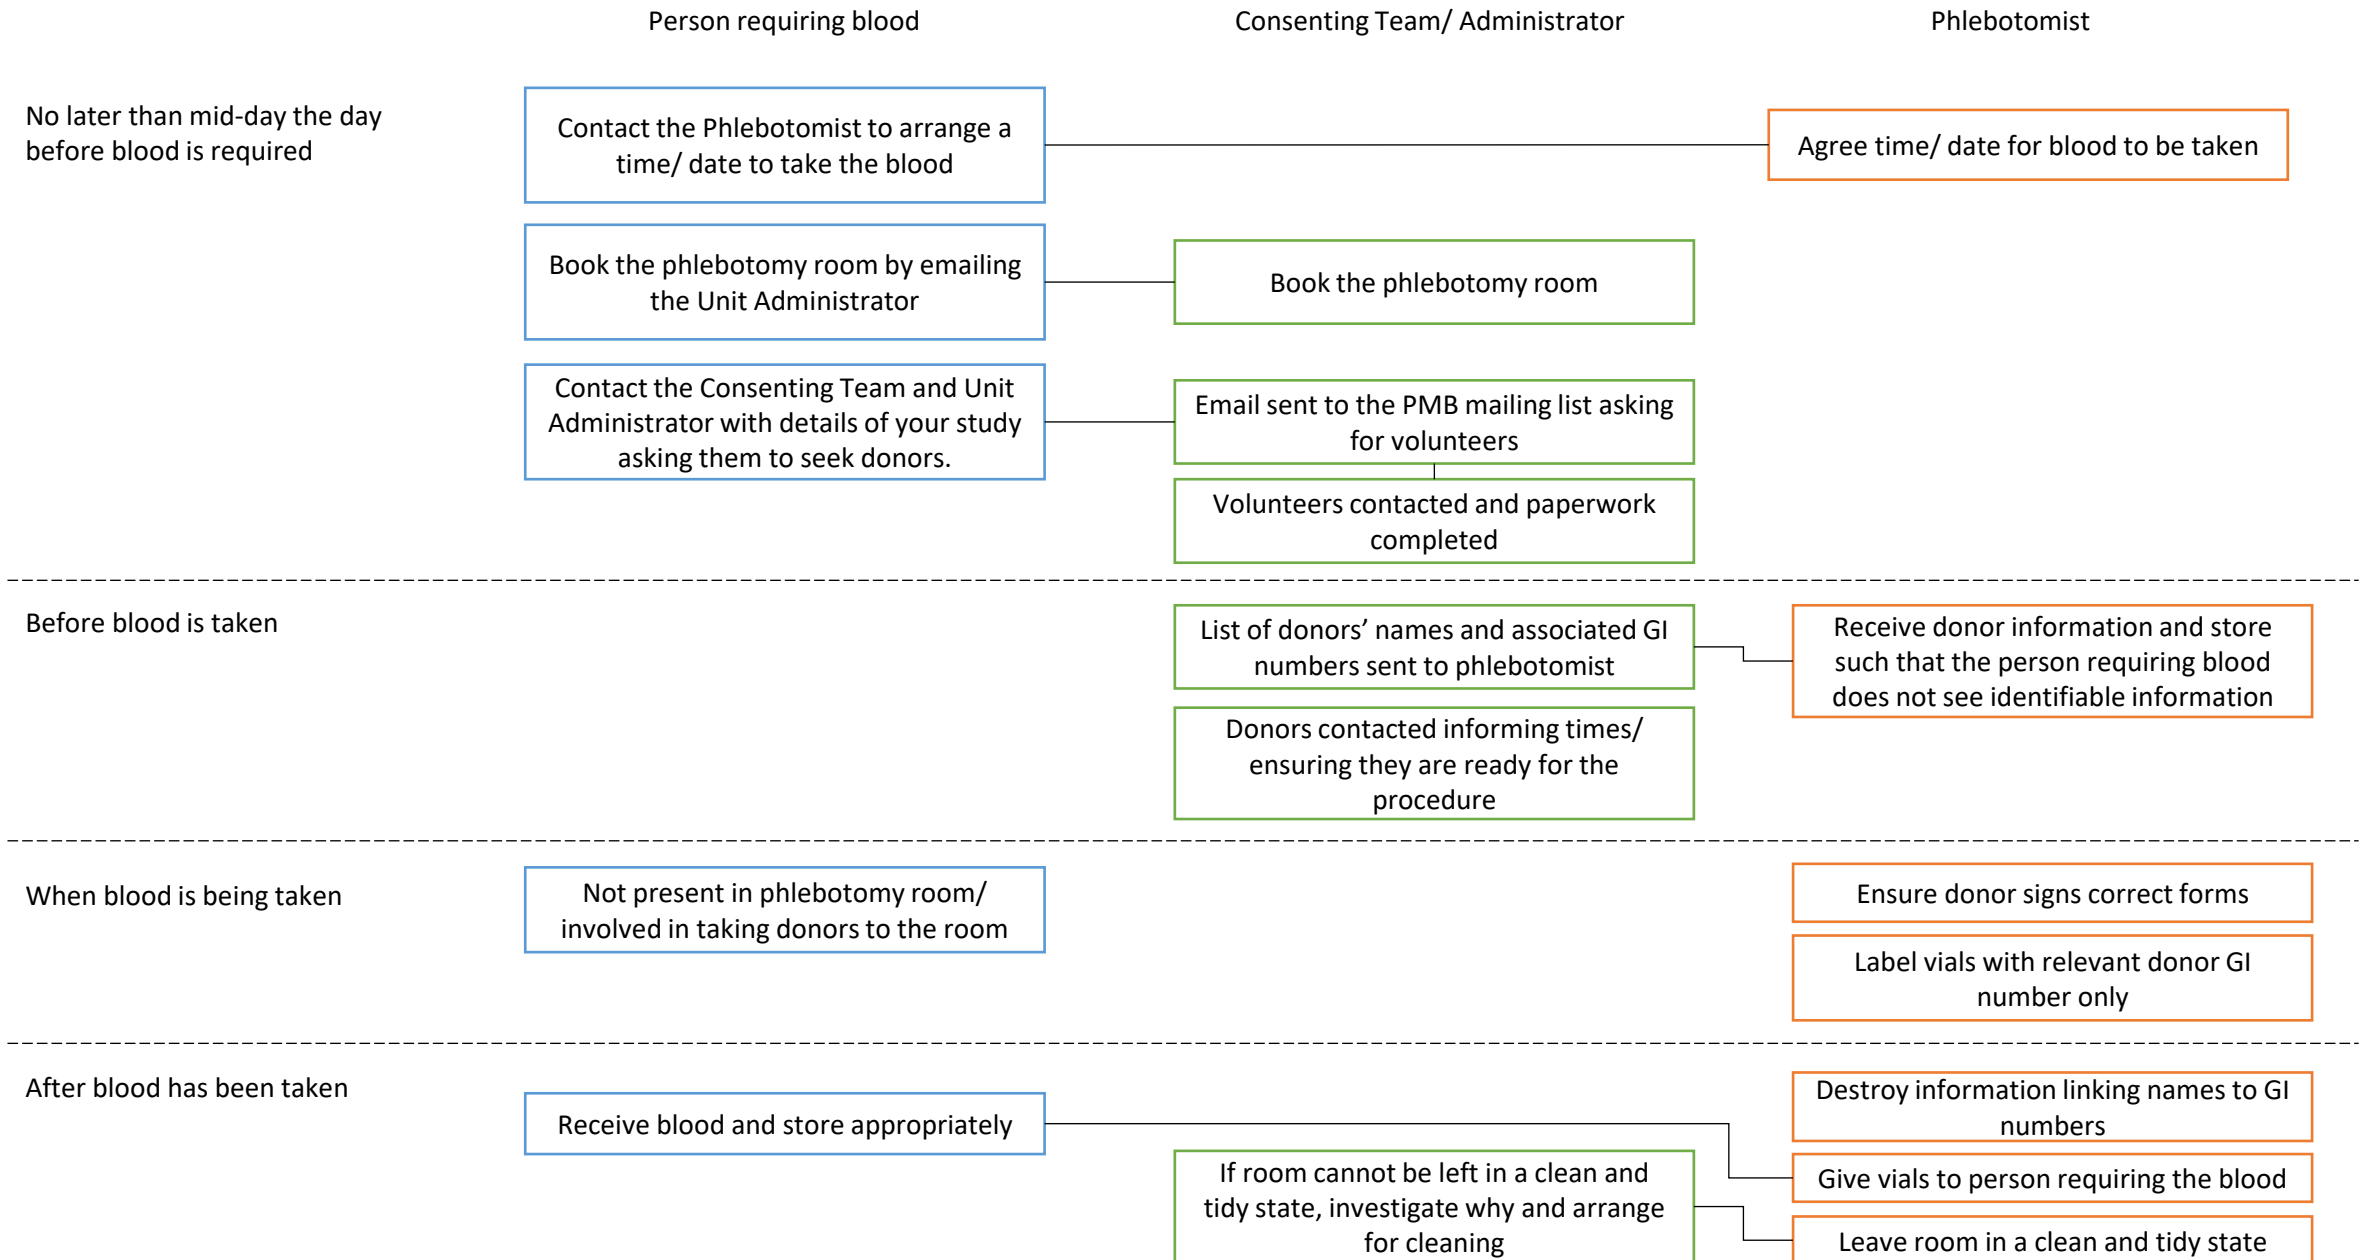 Person requiring blood
Consenting Team/ Administrator
Phlebotomist
No later than mid-day the day
before blood is required
Contact the Phlebotomist to arrange a
time/ date to take the blood
Agree time/ date for blood to be taken
Book the phlebotomy room by emailing
the Unit Administrator
Book the phlebotomy room
Contact the Consenting Team and Unit
Administrator with details of your study
asking them to seek donors.
Email sent to the PMB mailing list asking
for volunteers
Volunteers contacted and paperwork
completed
Before blood is taken
List of donors’ names and associated GI
numbers sent to phlebotomist
Receive donor information and store
such that the person requiring blood
does not see identifiable information
Donors contacted informing times/
ensuring they are ready for the
procedure
When blood is being taken
Not present in phlebotomy room/
involved in taking donors to the room
Ensure donor signs correct forms
Label vials with relevant donor GI
number only
After blood has been taken
Receive blood and store appropriately
Destroy information linking names to GI
numbers
If room cannot be left in a clean and
tidy state, investigate why and arrange
for cleaning
Give vials to person requiring the blood
Leave room in a clean and tidy state